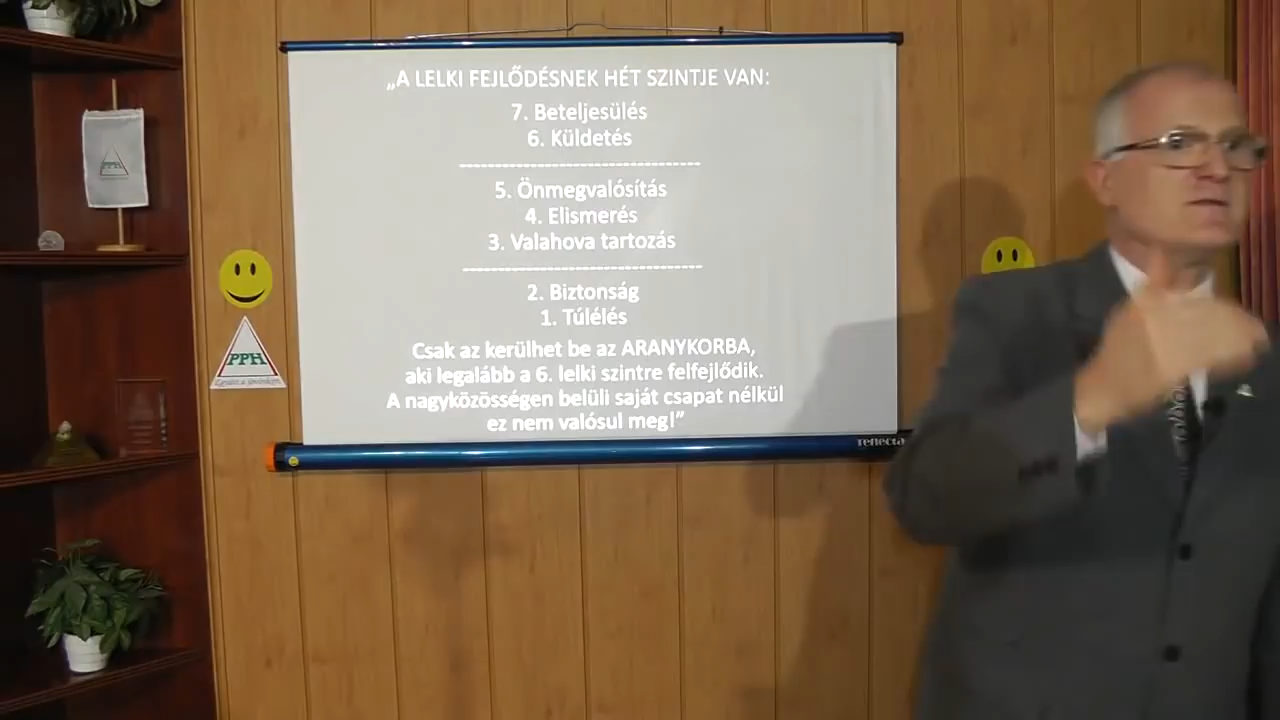 „A LELKI FEJLŐDÉSNEK HÉT SZINTJE VAN:
7. Beteljesülés
6. Küldetés
5. Önmegvalósítás
4. Elismerés
3. Valahova tartozás
2. Biztonság
1. Túlélés
Csak az kerülhet be az ARANYKORBA,
aki legalább a 6. lelki szintre felfejlődik.
A nagyközösségen belüli saját csapat nélkül
ez nem valósul meg!”
reflecta
PPH
PPH